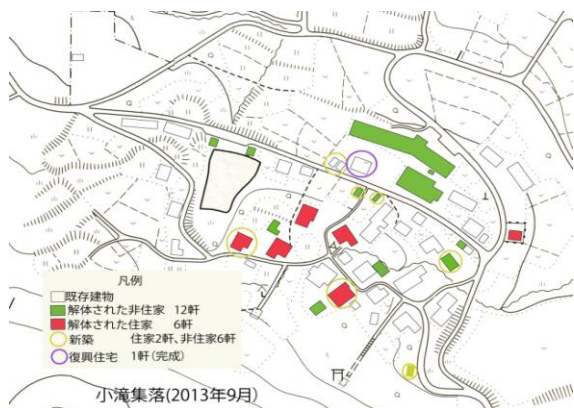 凡例
既存建物
解体された非住家 12軒
解体された住家 6軒
新築 住家2軒、非住家6軒
復興住宅 1軒(完成)
小滝集落(2013年9月)